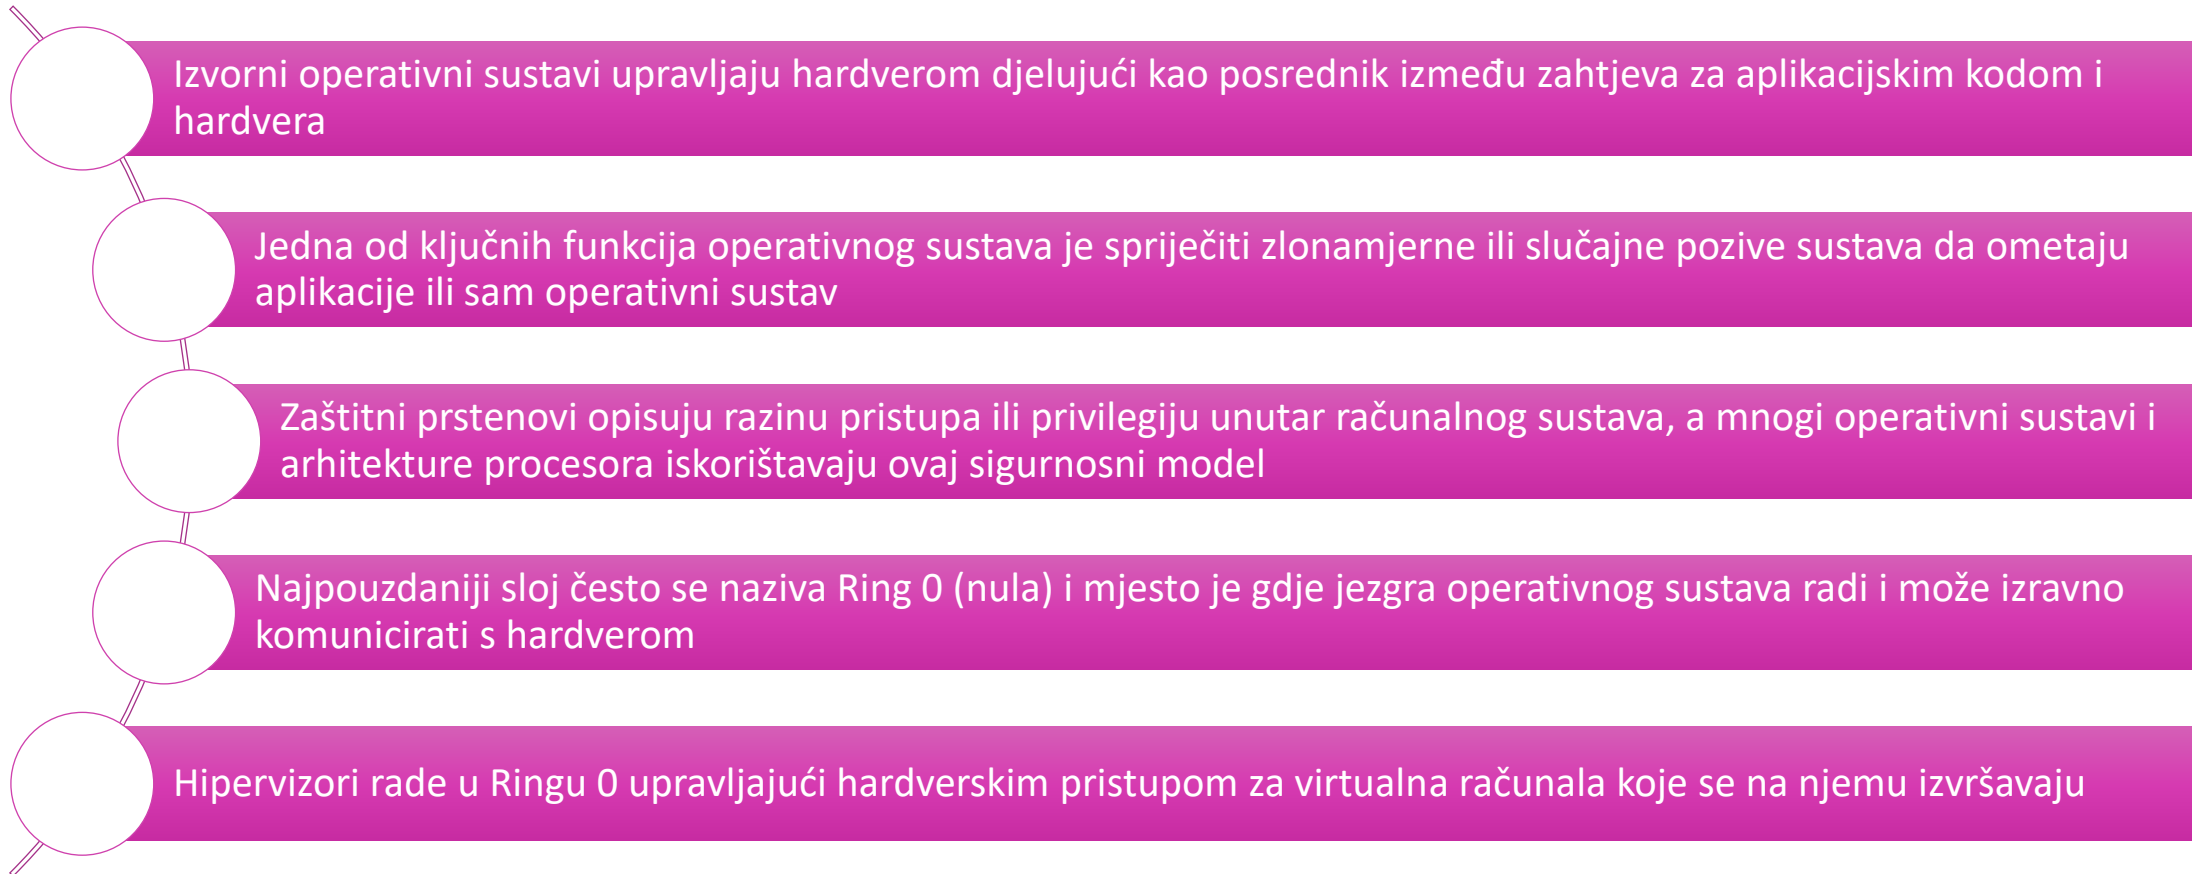 Izvorni operativni sustavi upravljaju hardverom djelujući kao posrednik između zahtjeva za aplikacijskim kodom i
hardvera
Jedna od ključnih funkcija operativnog sustava je spriječiti zlonamjerne ili slučajne pozive sustava da ometaju
aplikacije ili sam operativni sustav
Zaštitni prstenovi opisuju razinu pristupa ili privilegiju unutar računalnog sustava, a mnogi operativni sustavi i
arhitekture procesora iskorištavaju ovaj sigurnosni model
Najpouzdaniji sloj često se naziva Ring 0 (nula) i mjesto je gdje jezgra operativnog sustava radi i može izravno
komunicirati s hardverom
Hipervizori rade u Ringu 0 upravljajući hardverskim pristupom za virtualna računala koje se na njemu izvršavaju